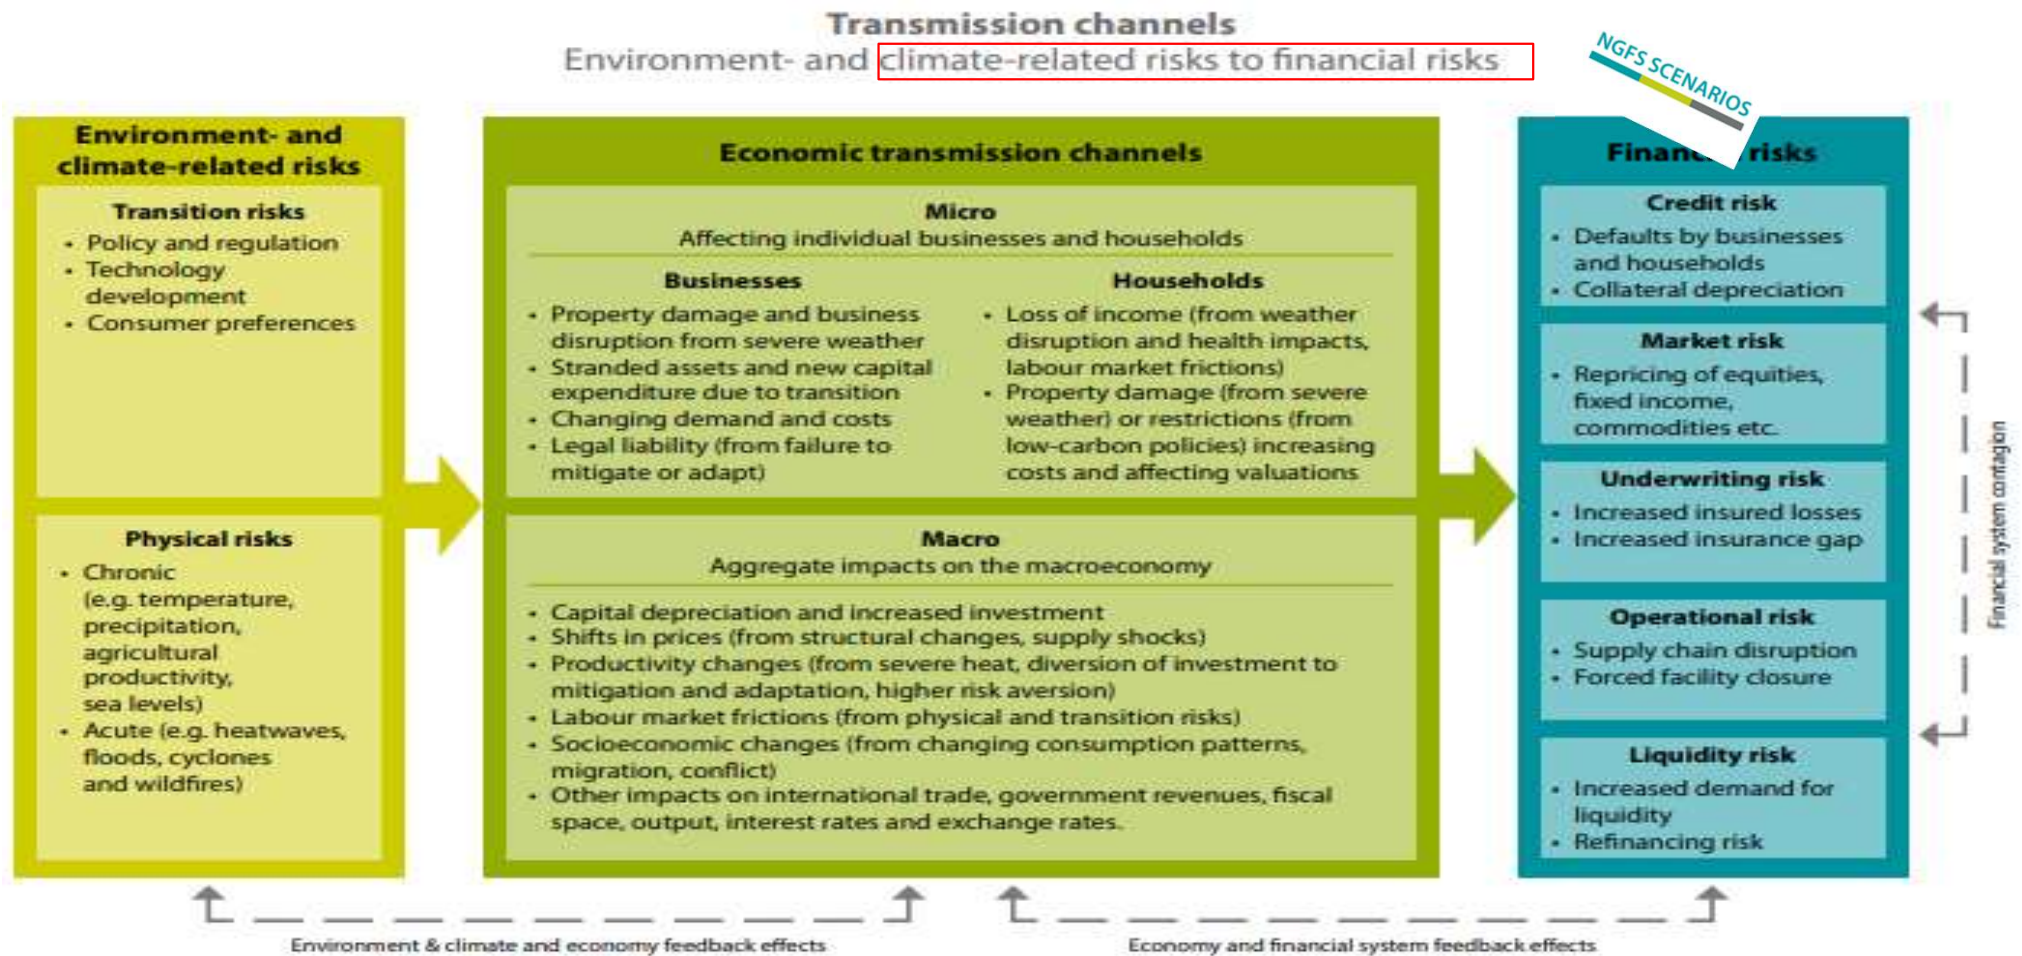 Transmission channels
Environment- and climate-related risks to financial risks
NGFS SCENARIOS
Environment- and
climate-related risks
Transition risks
• Policy and regulation
• Technology
development
• Consumer preferences
Physical risks
• Chronic
(e.g. temperature,
precipitation,
agricultural
productivity,
sea levels)
• Acute (e.g. heatwaves,
floods, cyclones
and wildfires)
Economic transmission channels
Micro
Affecting individual businesses and households
Businesses
• Property damage and business
disruption from severe weather
• Stranded assets and new capital
expenditure due to transition
• Changing demand and costs
• Legal liability (from failure to
mitigate or adapt)
Households
• Loss of income (from weather
disruption and health impacts,
labour market frictions)
• Property damage (from severe
weather) or restrictions (from
low-carbon policies) increasing
costs and affecting valuations
Macro
Aggregate impacts on the macroeconomy
• Capital depreciation and increased investment
• Shifts in prices (from structural changes, supply shocks)
• Productivity changes (from severe heat, diversion of investment to
mitigation and adaptation, higher risk aversion)
• Labour market frictions (from physical and transition risks)
• Socioeconomic changes (from changing consumption patterns,
migration, conflict)
• Other impacts on international trade, government revenues, fiscal
space, output, interest rates and exchange rates.
risks
Credit risk
• Defaults by businesses
and households
• Collateral depreciation
Market risk
• Repricing of equities,
fixed income,
commodities etc.
Underwriting risk
• Increased insured losses
• Increased insurance gap
Operational risk
• Supply chain disruption
• Forced facility closure
Liquidity risk
• Increased demand for
liquidity
• Refinancing risk
Financial system contagion
Environment & climate and economy feedback effects
Economy and financial system feedback effects